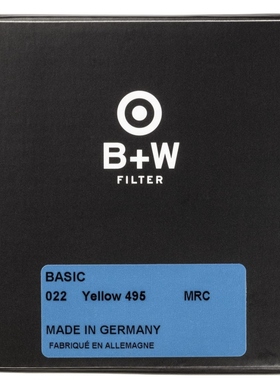 B+W
FILTER
BASIC
022 Yellow 495 MRC
MADE IN GERMANY
FABRIQUÉ EN ALLEMAGNE